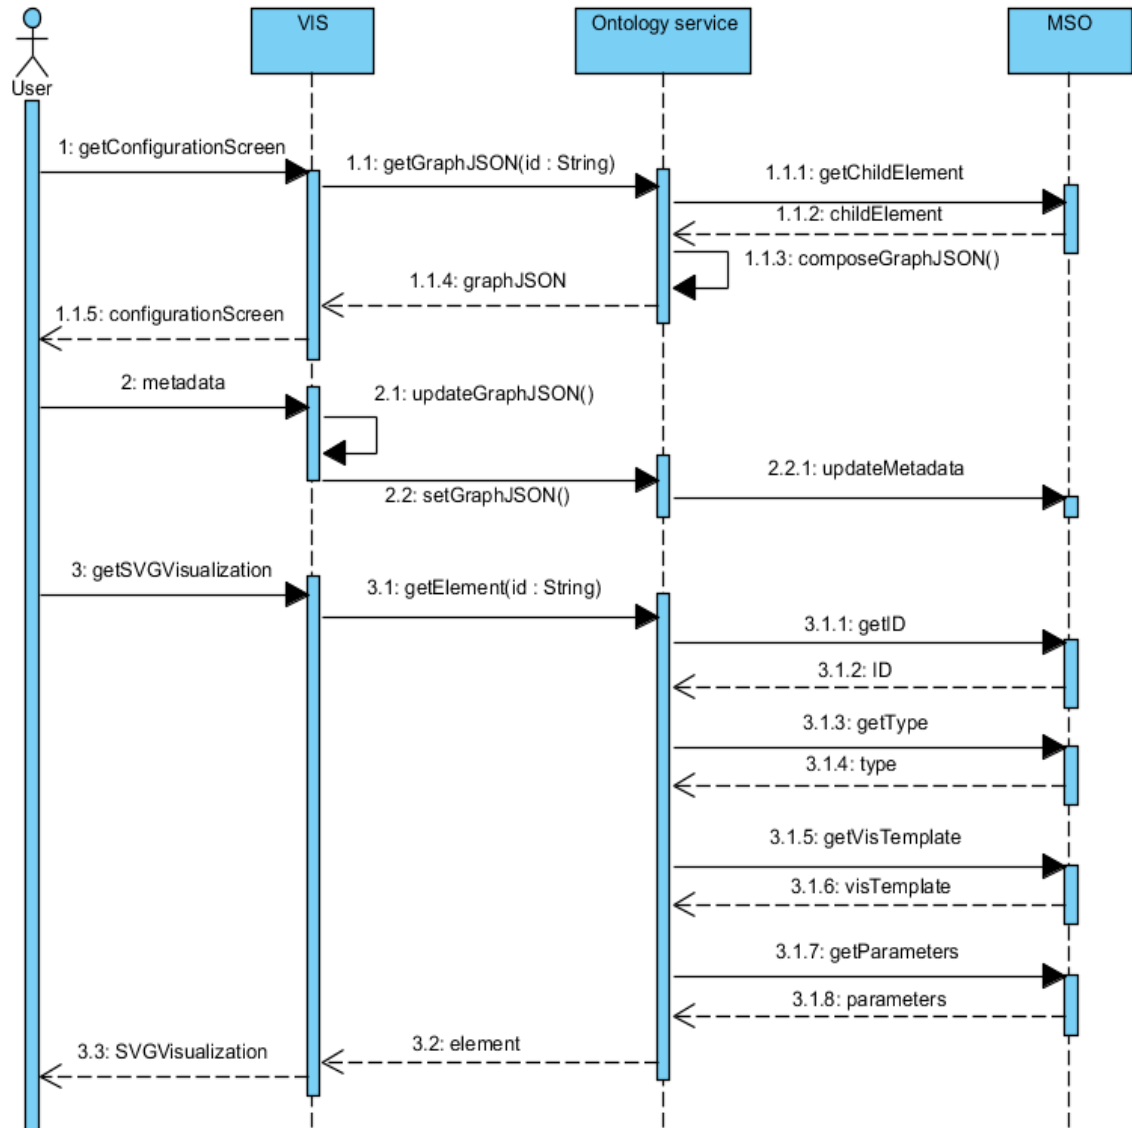 VIS
Ontology service
MSO
User
1: getConfigurationScreen
1.1: getGraphJSON(id : String)
1.1.1: getChildElement
1.1.2: childElement
1.1.3: composeGraphJSON()
1.1.4: graphJSON
1.1.5: configurationScreen
2: metadata
2.1: updateGraphJSON()
2.2: setGraphJSON()
2.2.1: updateMetadata
3: getSVGVisualization
3.1: getElement(id : String)
3.1.1: getID
3.1.2: ID
3.1.3: getType
3.1.4: type
3.1.5: getVisTemplate
3.1.6: visTemplate
3.1.7: getParameters
3.1.8: parameters
3.2: element
3.3: SVGVisualization